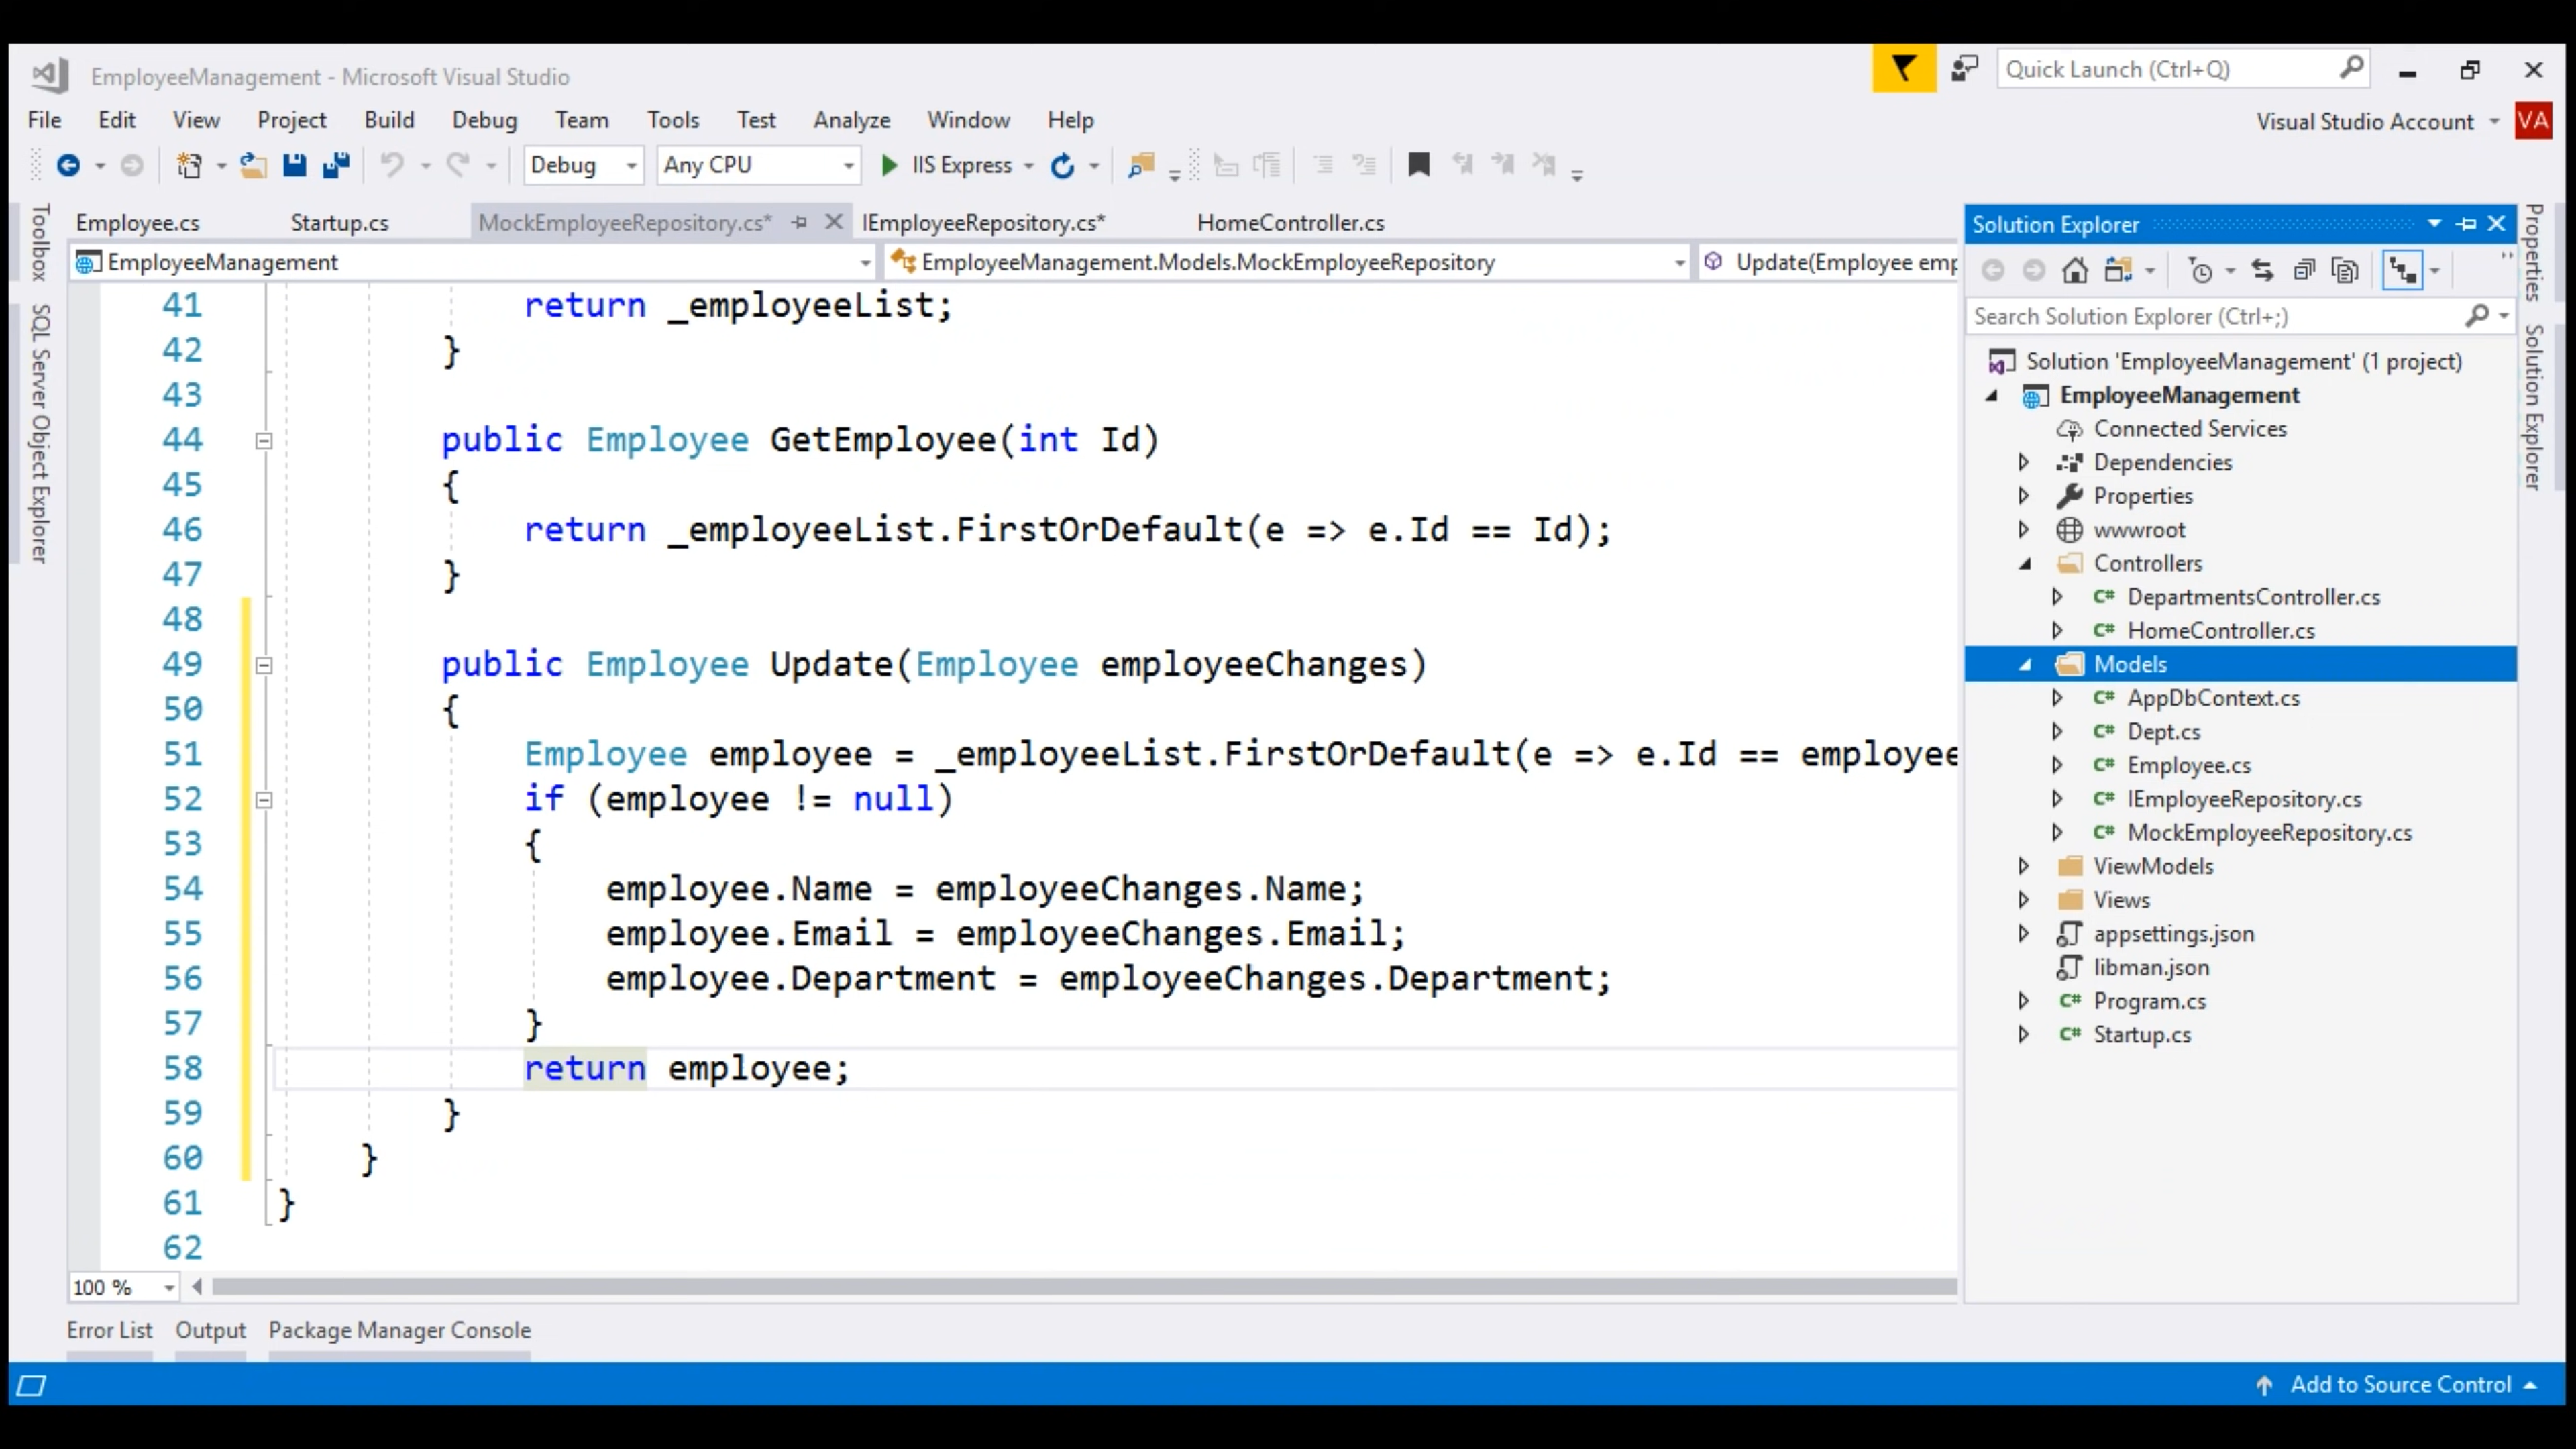 EmployeeManagement - Microsoft Visual Studio
Quick Launch (Ctrl+Q)
File Edit View Project Build Debug Team Tools Test Analyze Window Help
Visual Studio Account VA
Debug Any CPU IIS Express
Toolbox
SQL Server Object Explorer
Employee.cs Startup.cs MockEmployeeRepository.cs* IEmployeeRepository.cs* HomeController.cs
EmployeeManagement EmployeeManagement.Models.MockEmployeeRepository Update(Employee emp
41 return _employeeList;
42 }
43
44 public Employee GetEmployee(int Id)
45 {
46 return _employeeList.FirstOrDefault(e => e.Id == Id);
47 }
48
49 public Employee Update(Employee employeeChanges)
50 {
51 Employee employee = _employeeList.FirstOrDefault(e => e.Id == employee
52 if (employee != null)
53 {
54 employee.Name = employeeChanges.Name;
55 employee.Email = employeeChanges.Email;
56 employee.Department = employeeChanges.Department;
57 }
58 return employee;
59 }
60 }
61 }
62
100 %
Error List Output Package Manager Console
Solution Explorer
Search Solution Explorer (Ctrl+;)
Solution 'EmployeeManagement' (1 project)
EmployeeManagement
Connected Services
Dependencies
Properties
wwwroot
Controllers
C# DepartmentsController.cs
C# HomeController.cs
Models
C# AppDbContext.cs
C# Dept.cs
C# Employee.cs
C# IEmployeeRepository.cs
C# MockEmployeeRepository.cs
ViewModels
Views
appsettings.json
libman.json
C# Program.cs
C# Startup.cs
Properties
Solution Explorer
Add to Source Control